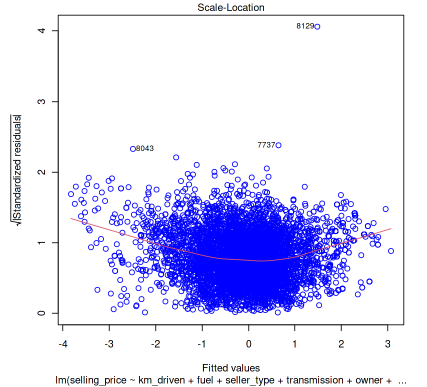 Scale-Location
8129
4
3
8043
7737
2
√|Standardized residuals|
1
0
-4 -3 -2 -1 0 1 2 3
Fitted values
lm(selling_price ~ km_driven + fuel + seller_type + transmission + owner + ...